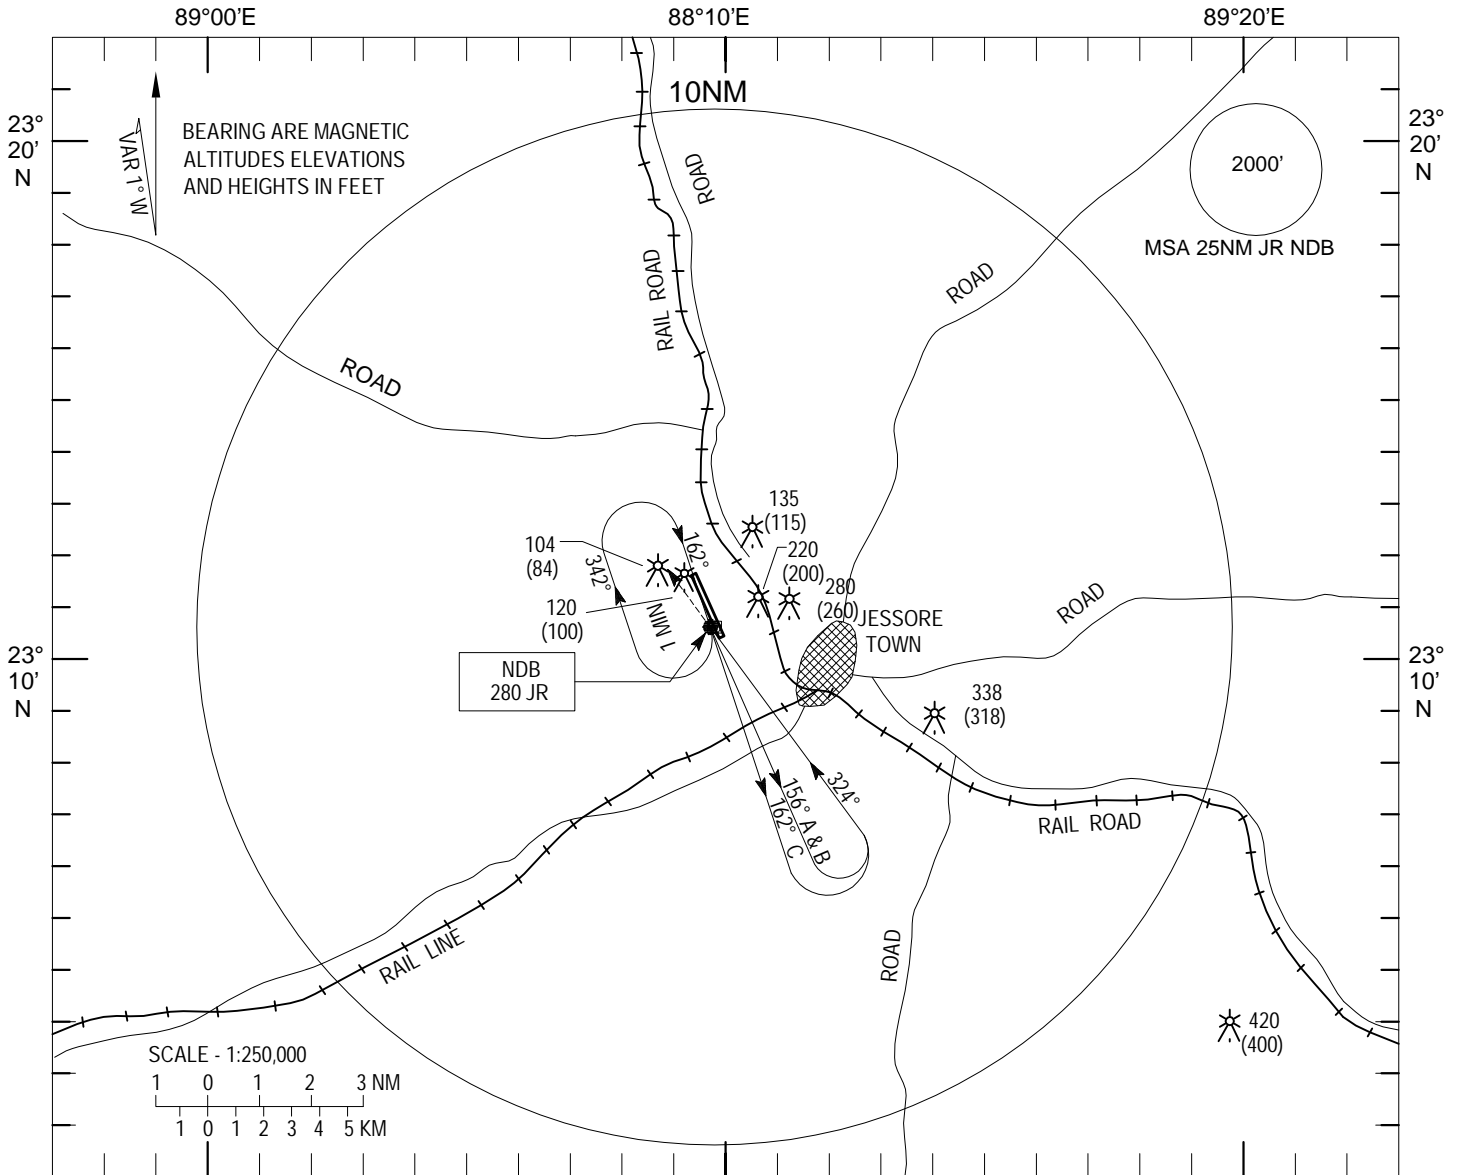 89°00'E
88°10'E
89°20'E
10NM
23°
20'
N
23°
20'
N
VAR 1° W
BEARING ARE MAGNETIC
ALTITUDES ELEVATIONS
AND HEIGHTS IN FEET
2000'
MSA 25NM JR NDB
ROAD
RAIL ROAD
ROAD
ROAD
135
(115)
104
(84)
220
(200)
162°
342°
1 MIN
280
(260)
120
(100)
JESSORE
TOWN
ROAD
NDB
280 JR
23°
10'
N
23°
10'
N
338
(318)
324°
156° A & B
162° C
RAIL ROAD
RAIL LINE
ROAD
420
(400)
SCALE - 1:250,000
1 0 1 2 3 NM
1 0 1 2 3 4 5 KM